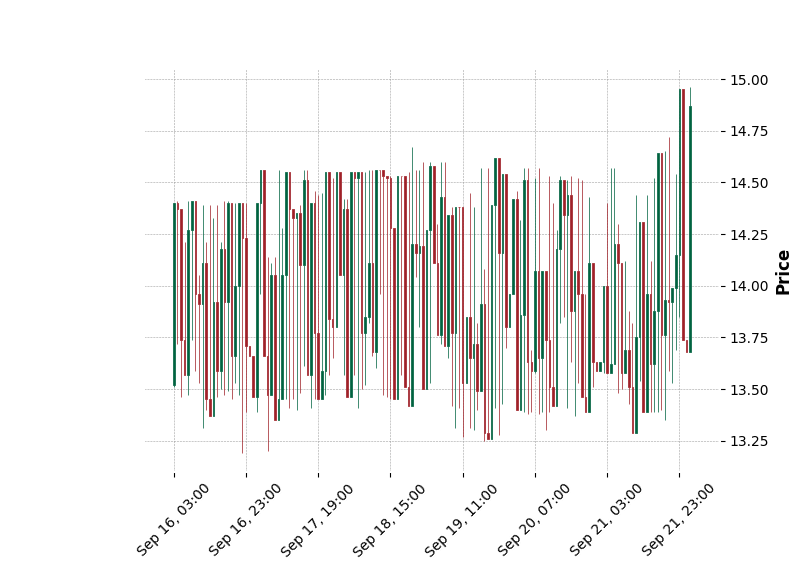 15.00
14.75
14.50
14.25
14.00
13.75
13.50
13.25
Price
Sep 16, 03:00
Sep 16, 23:00
Sep 17, 19:00
Sep 18, 15:00
Sep 19, 11:00
Sep 20, 07:00
Sep 21, 03:00
Sep 21, 23:00